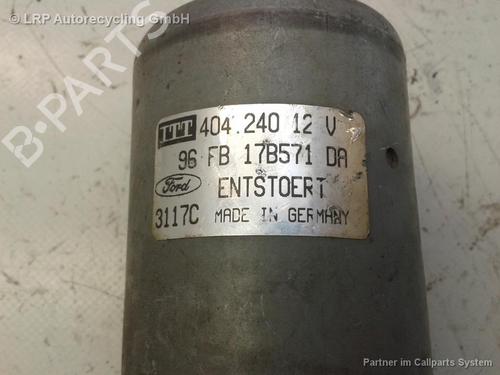 © LRP Autorecycling GmbH
B-PARTS
ITT 404.240 12 V
96 FB 17B571 DA
Ford ENTSTOERT
3117C MADE IN GERMANY
Partner im Callparts System